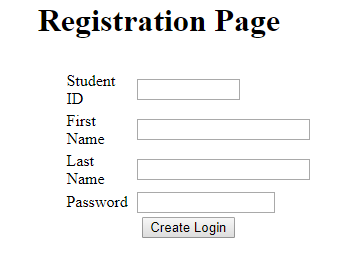 Registration Page
Student
ID
First
Name
Last
Name
Password
Create Login